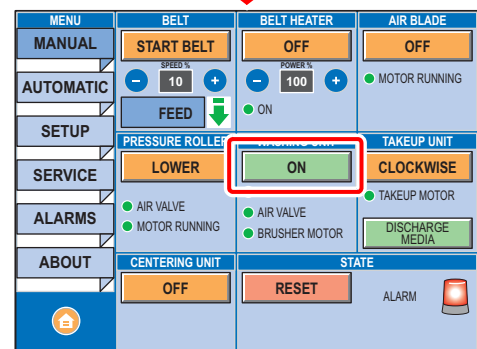 MENU
MANUAL
AUTOMATIC
SETUP
SERVICE
ALARMS
ABOUT
BELT
START BELT
SPEED %
10
FEED
BELT HEATER
OFF
POWER %
100
ON
AIR BLADE
OFF
MOTOR RUNNING
PRESSURE ROLLER
LOWER
AIR VALVE
MOTOR RUNNING
WASHING UNIT
ON
AIR VALVE
BRUSHER MOTOR
TAKEUP UNIT
CLOCKWISE
TAKEUP MOTOR
DISCHARGE
MEDIA
CENTERING UNIT
OFF
STATE
RESET
ALARM